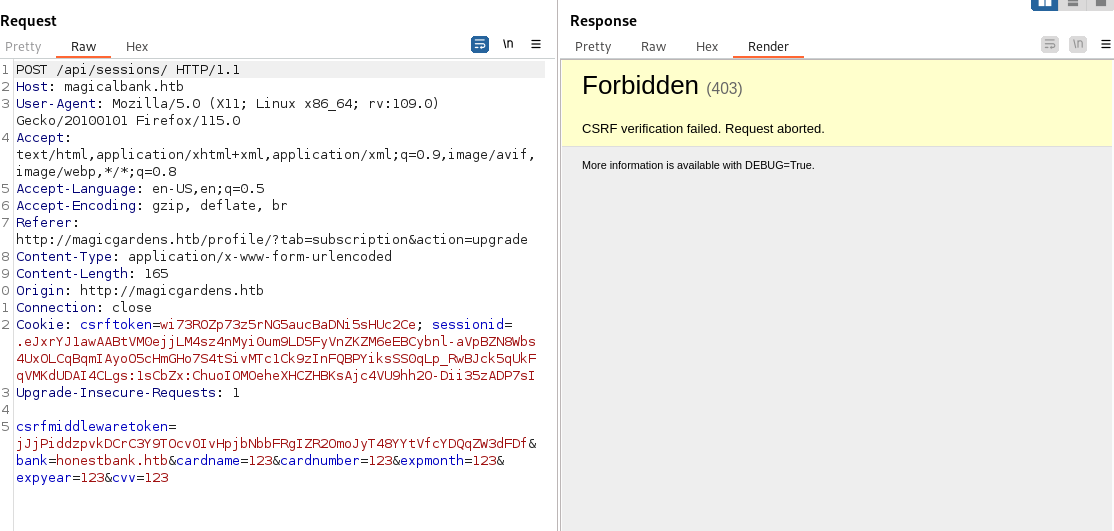 Request
Pretty Raw Hex
\n
1 POST /api/sessions/ HTTP/1.1
2 Host: magicalbank.htb
3 User-Agent: Mozilla/5.0 (X11; Linux x86_64; rv:109.0)
Gecko/20100101 Firefox/115.0
4 Accept:
text/html,application/xhtml+xml,application/xml;q=0.9,image/avif,
image/webp,*/*;q=0.8
5 Accept-Language: en-US,en;q=0.5
6 Accept-Encoding: gzip, deflate, br
7 Referer:
http://magicgardens.htb/profile/?tab=subscription&action=upgrade
8 Content-Type: application/x-www-form-urlencoded
9 Content-Length: 165
0 Origin: http://magicgardens.htb
1 Connection: close
2 Cookie: csrftoken=wi73ROZp73z5rNG5aucBaDNi5sHUc2Ce; sessionid=
.eJxrYJ1awAABtVM0ejjLM4sz4nMyi0um9LD5FyVnZKZM6eEBCybnl-aVpBZN8Wbs
4UxOLCqBqmIAyoO5cHmGHo7S4tSivMTc1Ck9zInFQBPYiksSS0qLp_RwBJck5qUkF
qVMKdUDAI4CLgs:1sCbZx:ChuoI0M0eheXHCZHBKsAjc4VU9hh2O-Dii35zADP7sI
3 Upgrade-Insecure-Requests: 1
4
5 csrfmiddlewaretoken=
jJjPiddzpvkDCrC3Y9TOcv0IvHpjbNbbFRgIZR2OmoJyT48YYtVfcYDQqZW3dFDf&
bank=honestbank.htb&cardname=123&cardnumber=123&expmonth=123&
expyear=123&cvv=123
Response
Pretty Raw Hex Render
\n
Forbidden (403)
CSRF verification failed. Request aborted.
More information is available with DEBUG=True.